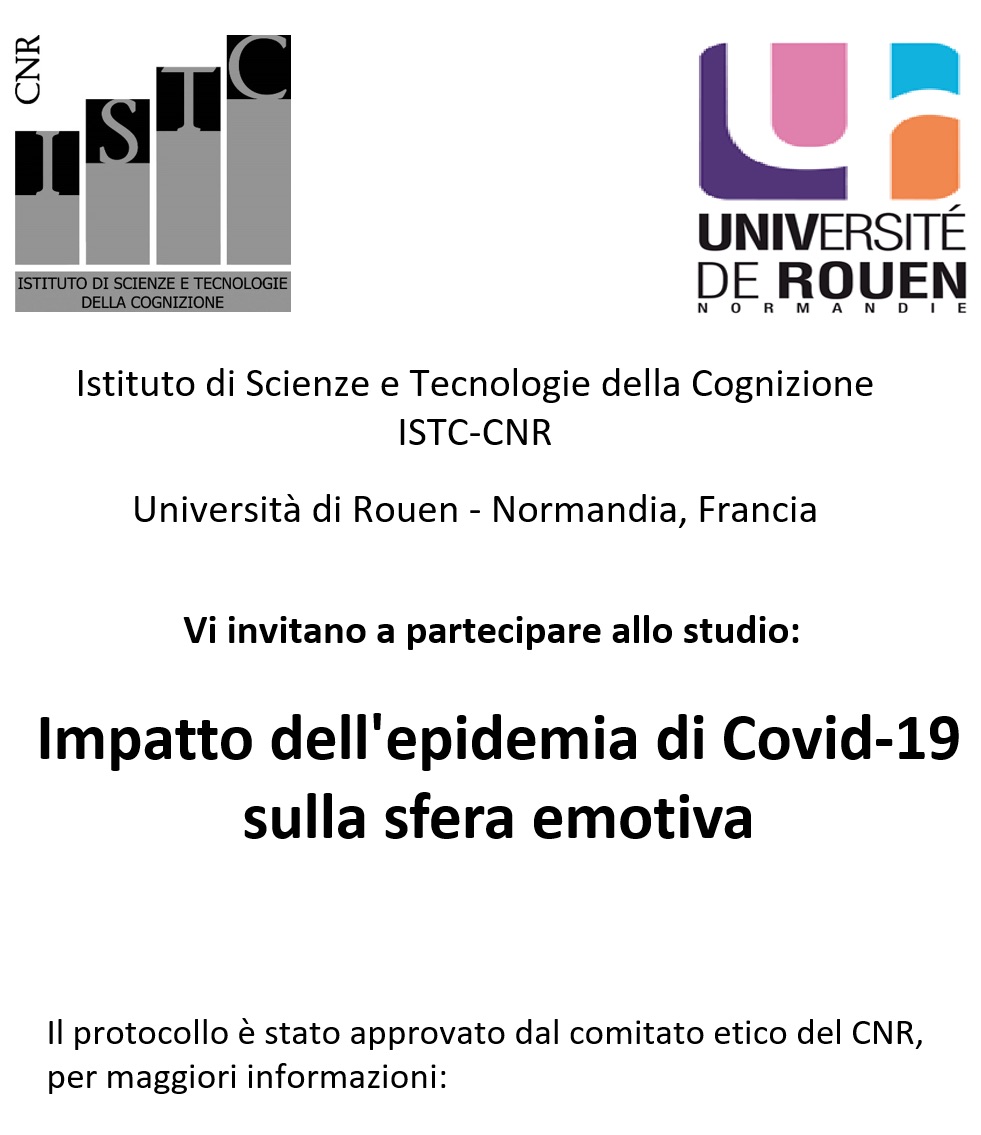 CNR
ISTC
ISTITUTO DI SCIENZE E TECNOLOGIE
DELLA COGNIZIONE
UNIVERSITÉ
DE ROUEN
NORMANDIE
Istituto di Scienze e Tecnologie della Cognizione
ISTC-CNR
Università di Rouen - Normandia, Francia
Vi invitano a partecipare allo studio:
Impatto dell'epidemia di Covid-19
sulla sfera emotiva
Il protocollo è stato approvato dal comitato etico del CNR,
per maggiori informazioni: